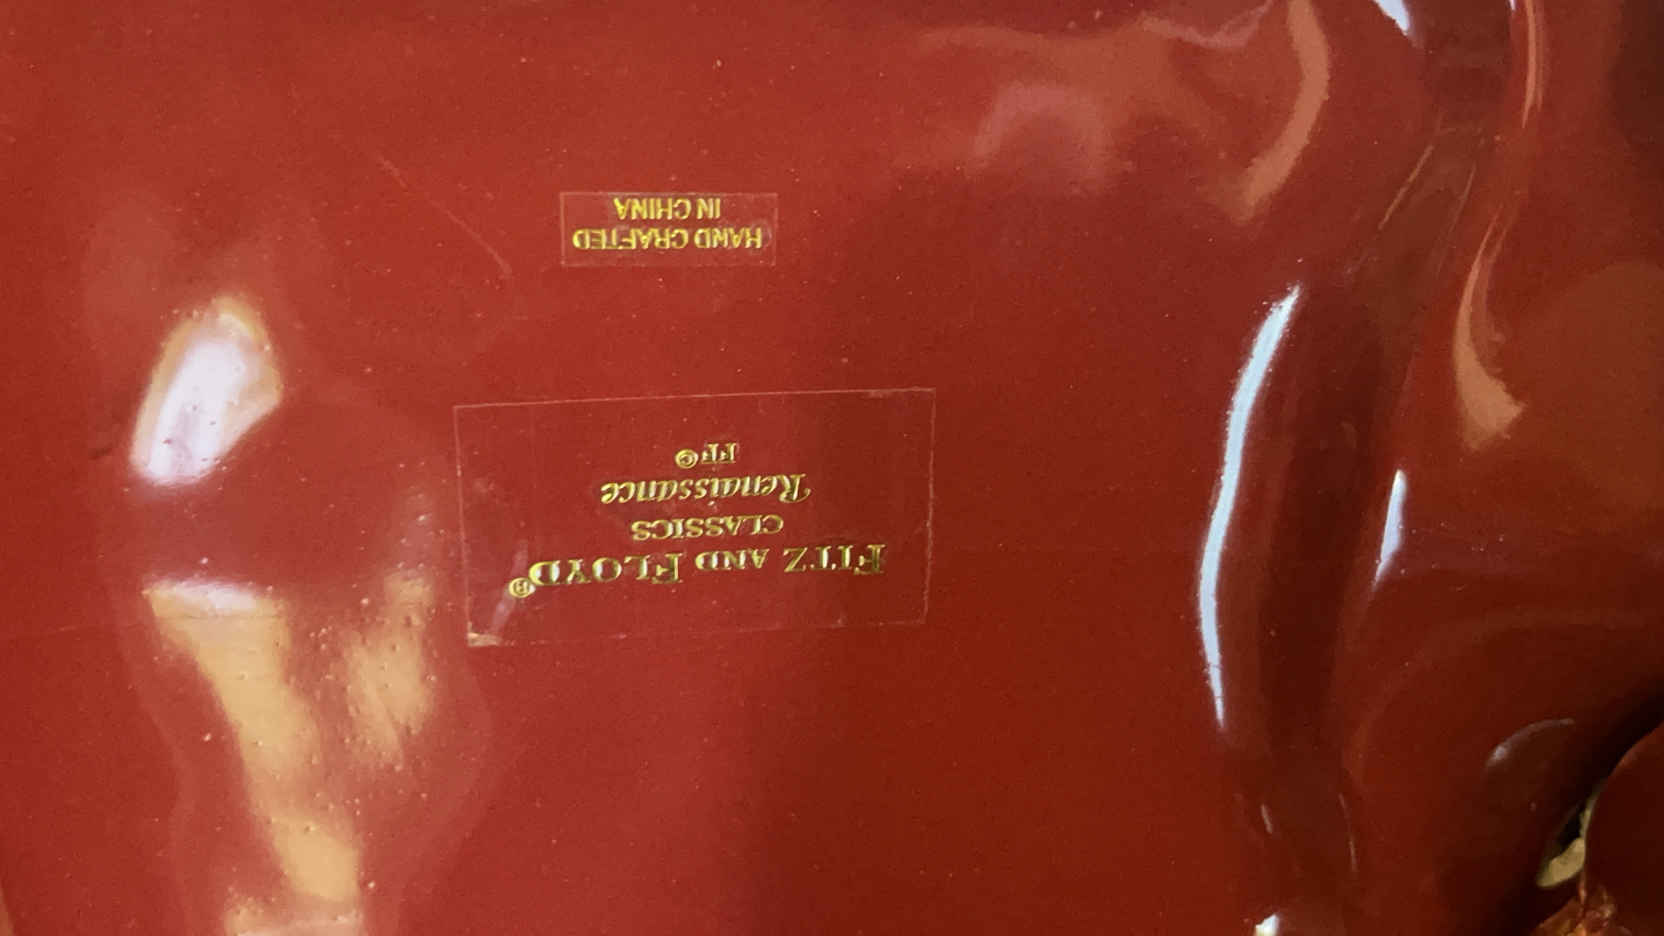 FITZ AND FLOYD®
CLASSICS
Renaissance
FF©
HAND CRAFTED
IN CHINA